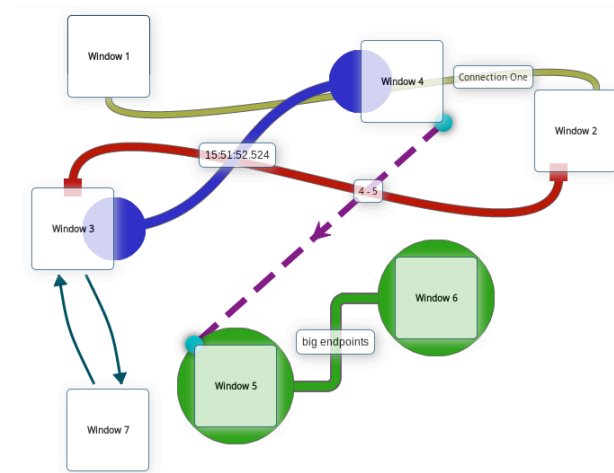 Window 1
Window 4
Connection One
Window 2
15:51:52.524
4 - 5
Window 3
Window 6
big endpoints
Window 5
Window 7